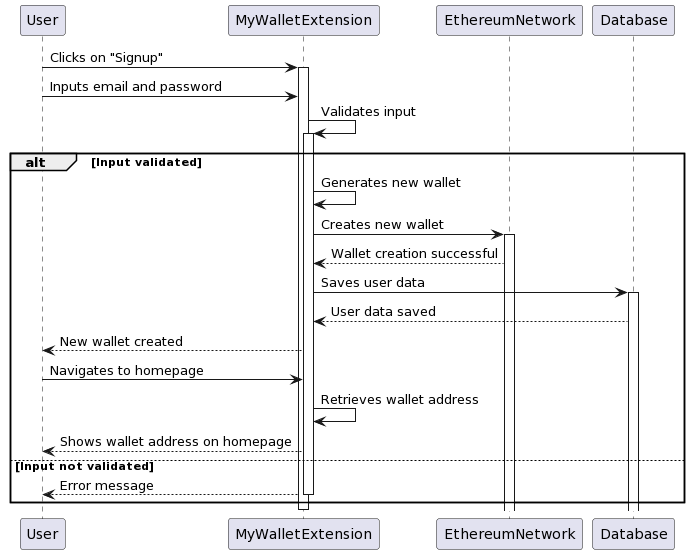 User MyWalletExtension EthereumNetwork Database
Clicks on "Signup"
Inputs email and password
Validates input
alt [Input validated]
Generates new wallet
Creates new wallet
Wallet creation successful
Saves user data
User data saved
New wallet created
Navigates to homepage
Retrieves wallet address
Shows wallet address on homepage
[Input not validated]
Error message
User MyWalletExtension EthereumNetwork Database